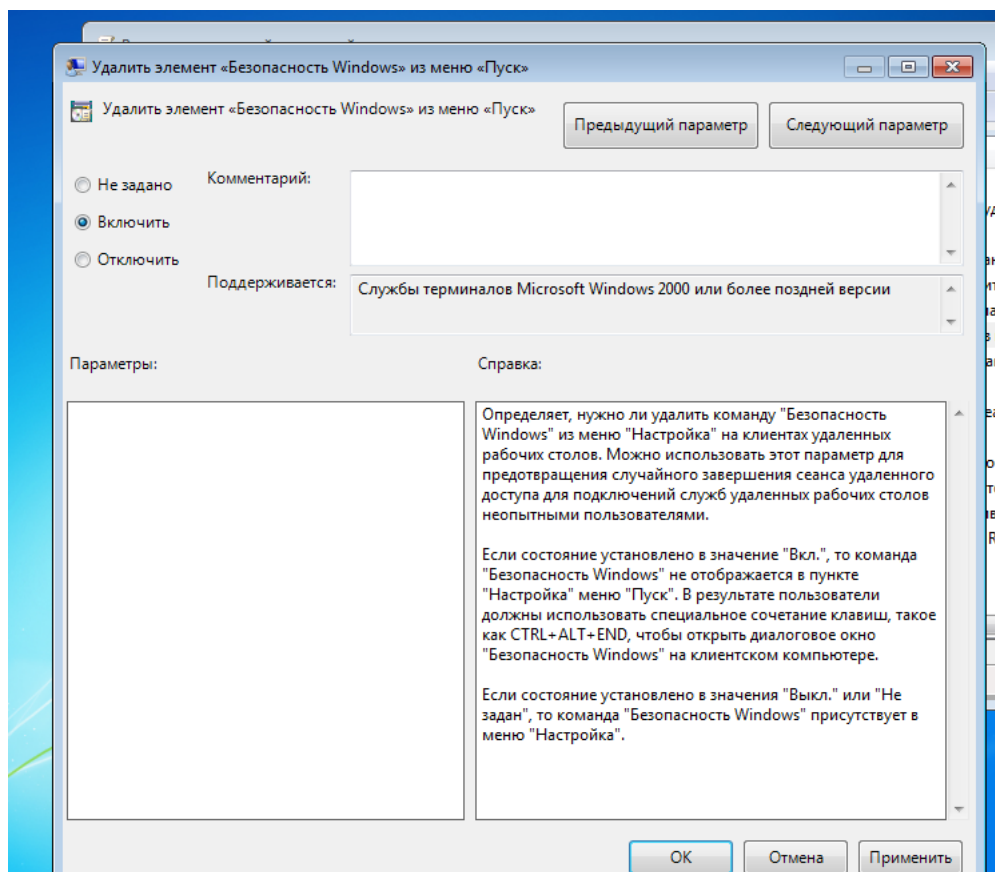 Удалить элемент «Безопасность Windows» из меню «Пуск»
Удалить элемент «Безопасность Windows» из меню «Пуск»
Предыдущий параметр
Следующий параметр
Не задано
Комментарий:
Включить
Отключить
Поддерживается:
Службы терминалов Microsoft Windows 2000 или более поздней версии
Параметры:
Справка:
Определяет, нужно ли удалить команду "Безопасность
Windows" из меню "Настройка" на клиентах удаленных
рабочих столов. Можно использовать этот параметр для
предотвращения случайного завершения сеанса удаленного
доступа для подключений служб удаленных рабочих столов
неопытными пользователями.
Если состояние установлено в значение "Вкл.", то команда
"Безопасность Windows" не отображается в пункте
"Настройка" меню "Пуск". В результате пользователи
должны использовать специальное сочетание клавиш, такое
как CTRL+ALT+END, чтобы открыть диалоговое окно
"Безопасность Windows" на клиентском компьютере.
Если состояние установлено в значения "Выкл." или "Не
задан", то команда "Безопасность Windows" присутствует в
меню "Настройка".
OK
Отмена
Применить